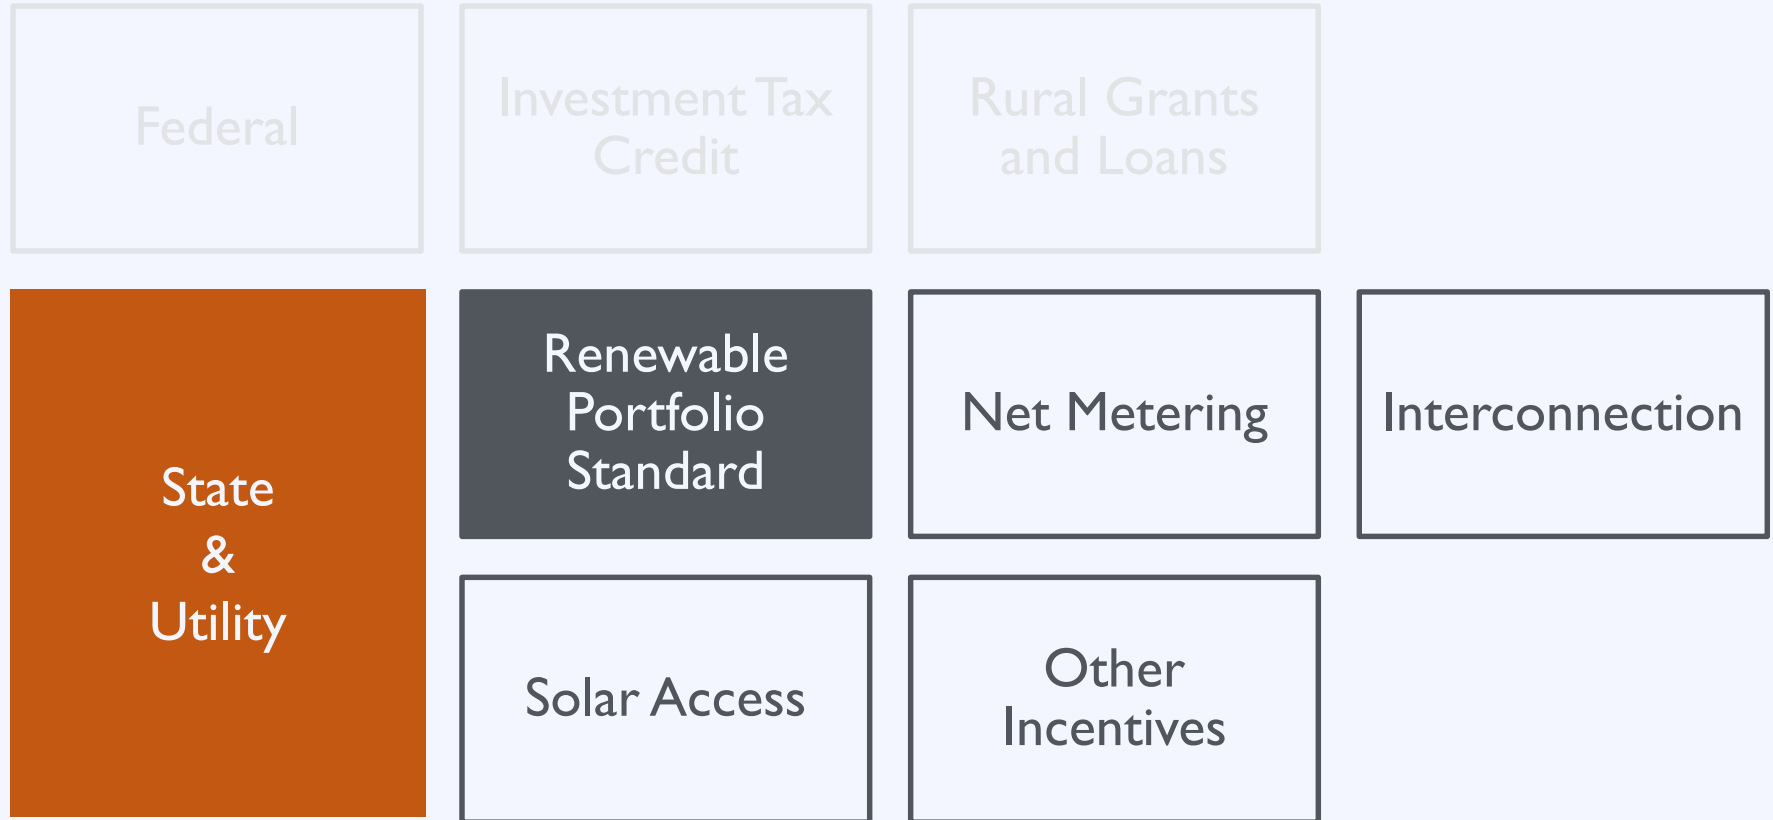 Federal
Investment Tax
Credit
Rural Grants
and Loans
State
&
Utility
Renewable
Portfolio
Standard
Net Metering
Interconnection
Solar Access
Other
Incentives